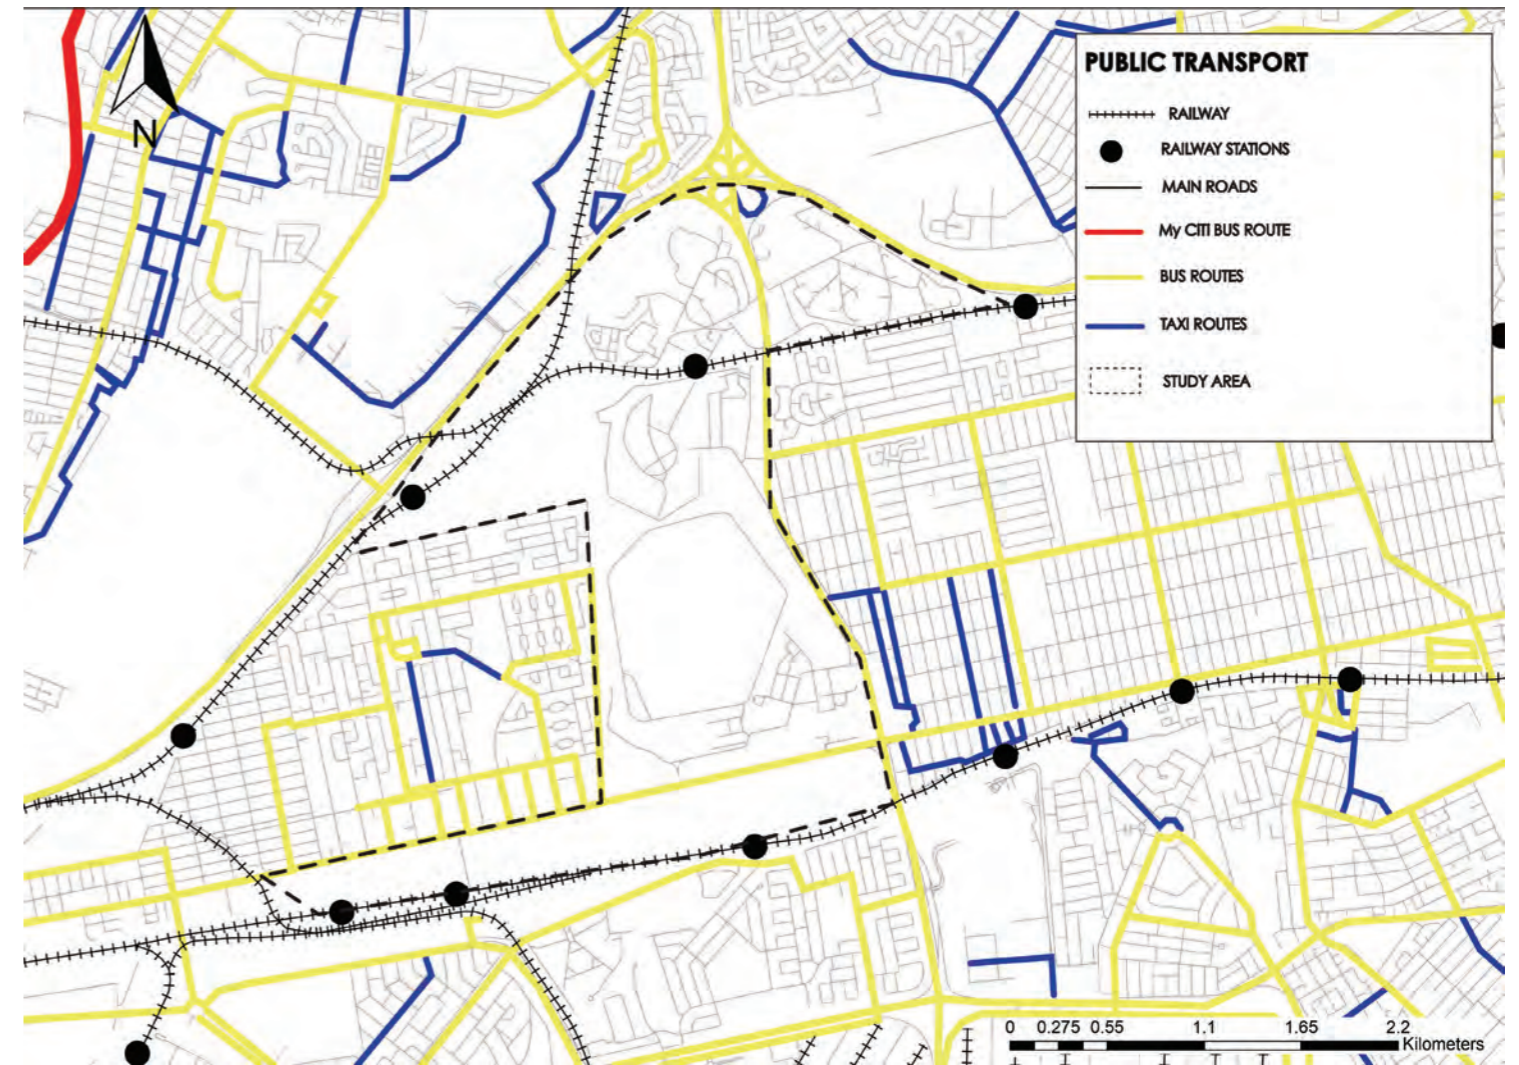 PUBLIC TRANSPORT
N
RAILWAY
RAILWAY STATIONS
MAIN ROADS
My CITI BUS ROUTE
BUS ROUTES
TAXI ROUTES
STUDY AREA
0 0.275 0.55 1.1 1.65 2.2
Kilometers